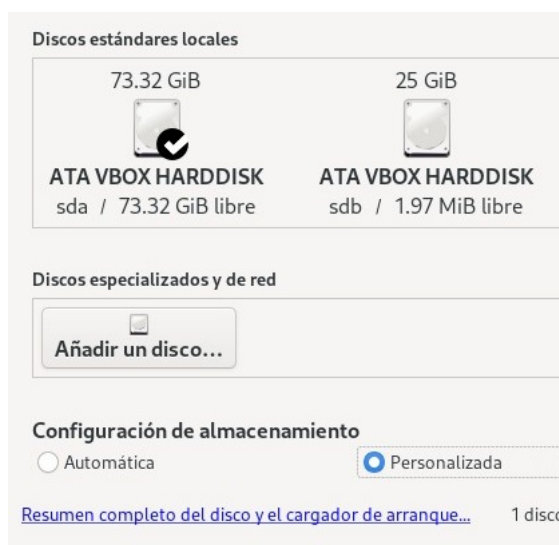 Discos estándares locales
73.32 GiB
25 GiB
ATA VBOX HARDDISK
ATA VBOX HARDDISK
sda / 73.32 GiB libre
sdb / 1.97 MiB libre
Discos especializados y de red
Añadir un disco...
Configuración de almacenamiento
Automática
Personalizada
Resumen completo del disco y el cargador de arranque...
1 disco